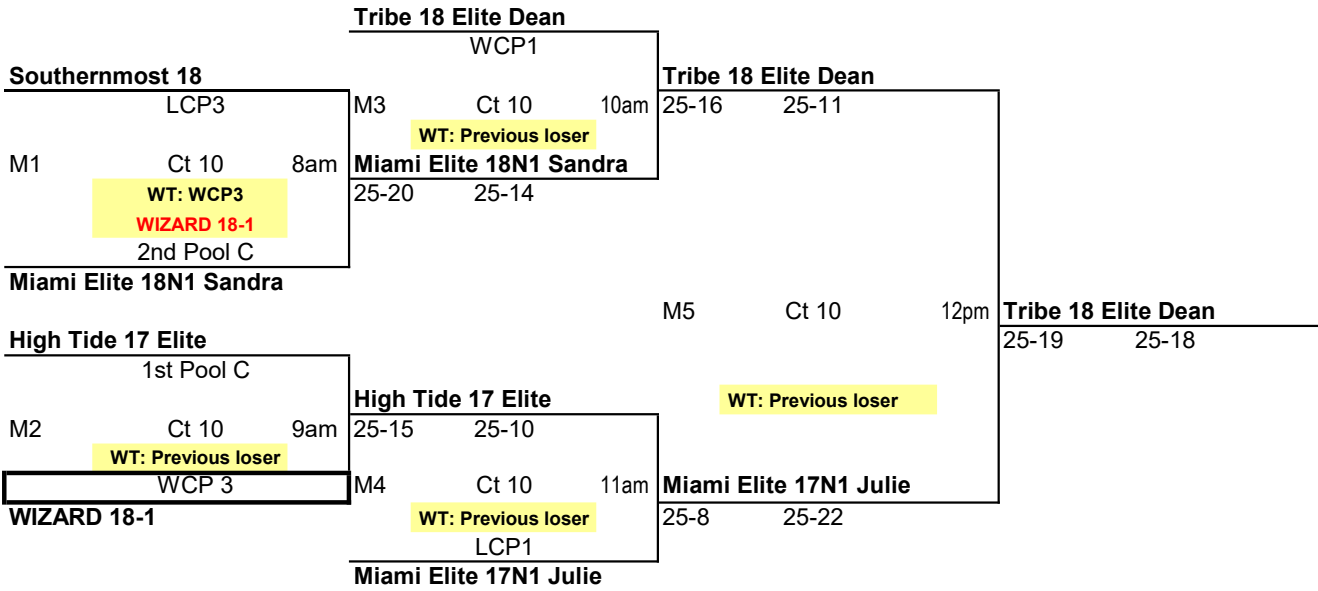 Tribe 18 Elite Dean
WCP1
Southernmost 18 Tribe 18 Elite Dean
LCP3 M3 Ct 10 10am 25-16 25-11
WT: Previous loser
M1 Ct 10 8am Miami Elite 18N1 Sandra
WT: WCP3 25-20 25-14
WIZARD 18-1
2nd Pool C
Miami Elite 18N1 Sandra
M5 Ct 10 12pm Tribe 18 Elite Dean
High Tide 17 Elite 25-19 25-18
1st Pool C
High Tide 17 Elite WT: Previous loser
M2 Ct 10 9am 25-15 25-10
WT: Previous loser
WCP 3 M4 Ct 10 11am Miami Elite 17N1 Julie
WIZARD 18-1 WT: Previous loser 25-8 25-22
LCP1
Miami Elite 17N1 Julie